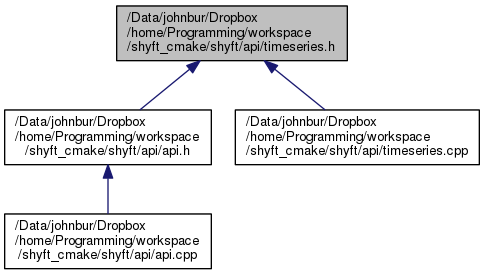 /Data/johnbur/Dropbox
/home/Programming/workspace
/shyft_cmake/shyft/api/timeseries.h
/Data/johnbur/Dropbox
/home/Programming/workspace
/shyft_cmake/shyft/api/api.h
/Data/johnbur/Dropbox
/home/Programming/workspace
/shyft_cmake/shyft/api/timeseries.cpp
/Data/johnbur/Dropbox
/home/Programming/workspace
/shyft_cmake/shyft/api/api.cpp